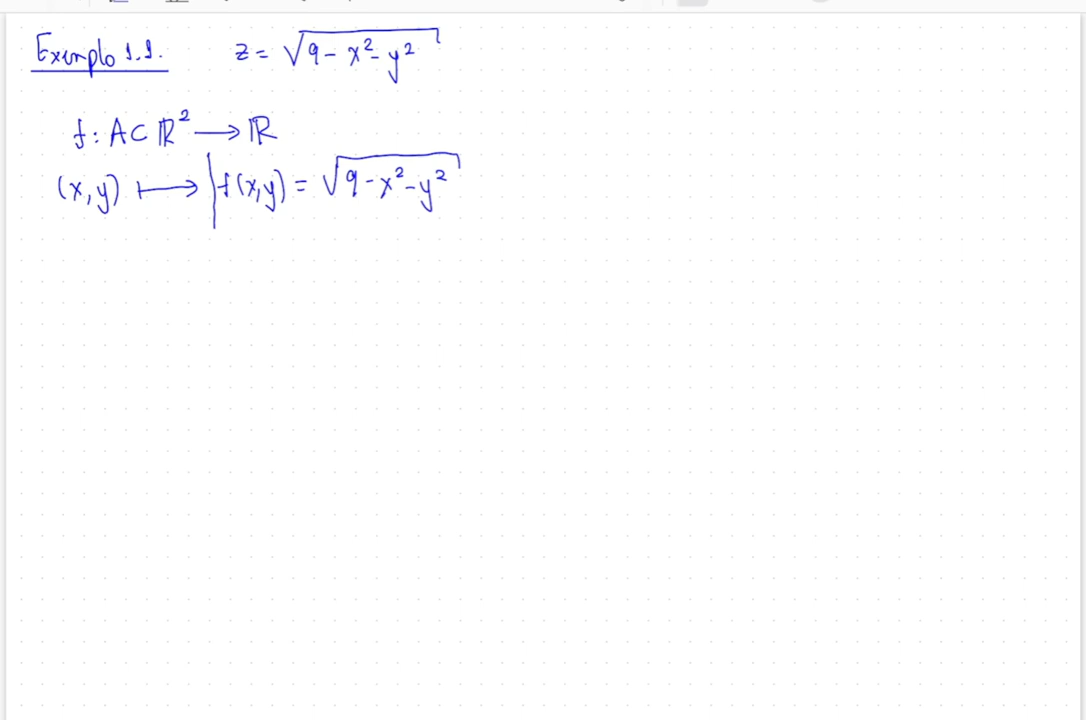 Exemplo 1.1. z = √(9 - x² - y²)
f: A ⊂ ℝ² ⟶ ℝ
(x,y) ⟼ f(x,y) = √(9 - x² - y²)